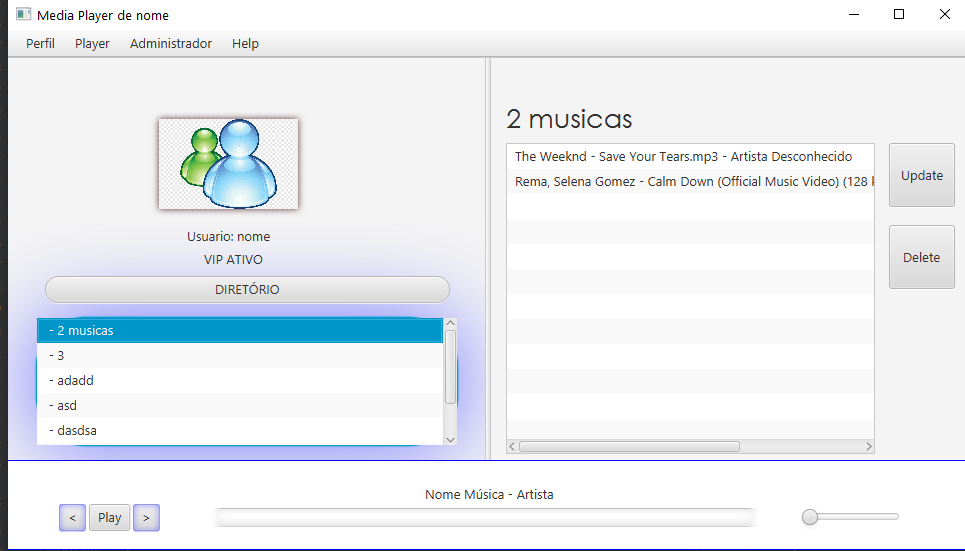 Media Player de nome
Perfil Player Administrador Help
Usuario: nome
VIP ATIVO
DIRETÓRIO
- 2 musicas
- 3
- adadd
- asd
- dasdsa
2 musicas
The Weeknd - Save Your Tears.mp3 - Artista Desconhecido
Rema, Selena Gomez - Calm Down (Official Music Video) (128 k
Update
Delete
Nome Música - Artista
< Play >